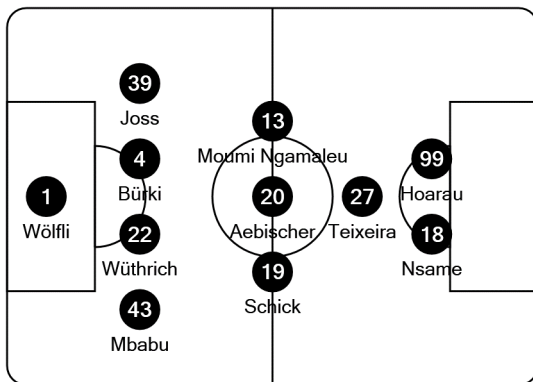 39
Joss
13
Moumi Ngamaleu
4
Bürki
99
Hoarau
1
Wölfli
20
Aebischer
27
Teixeira
22
Wüthrich
18
Nsame
19
Schick
43
Mbabu